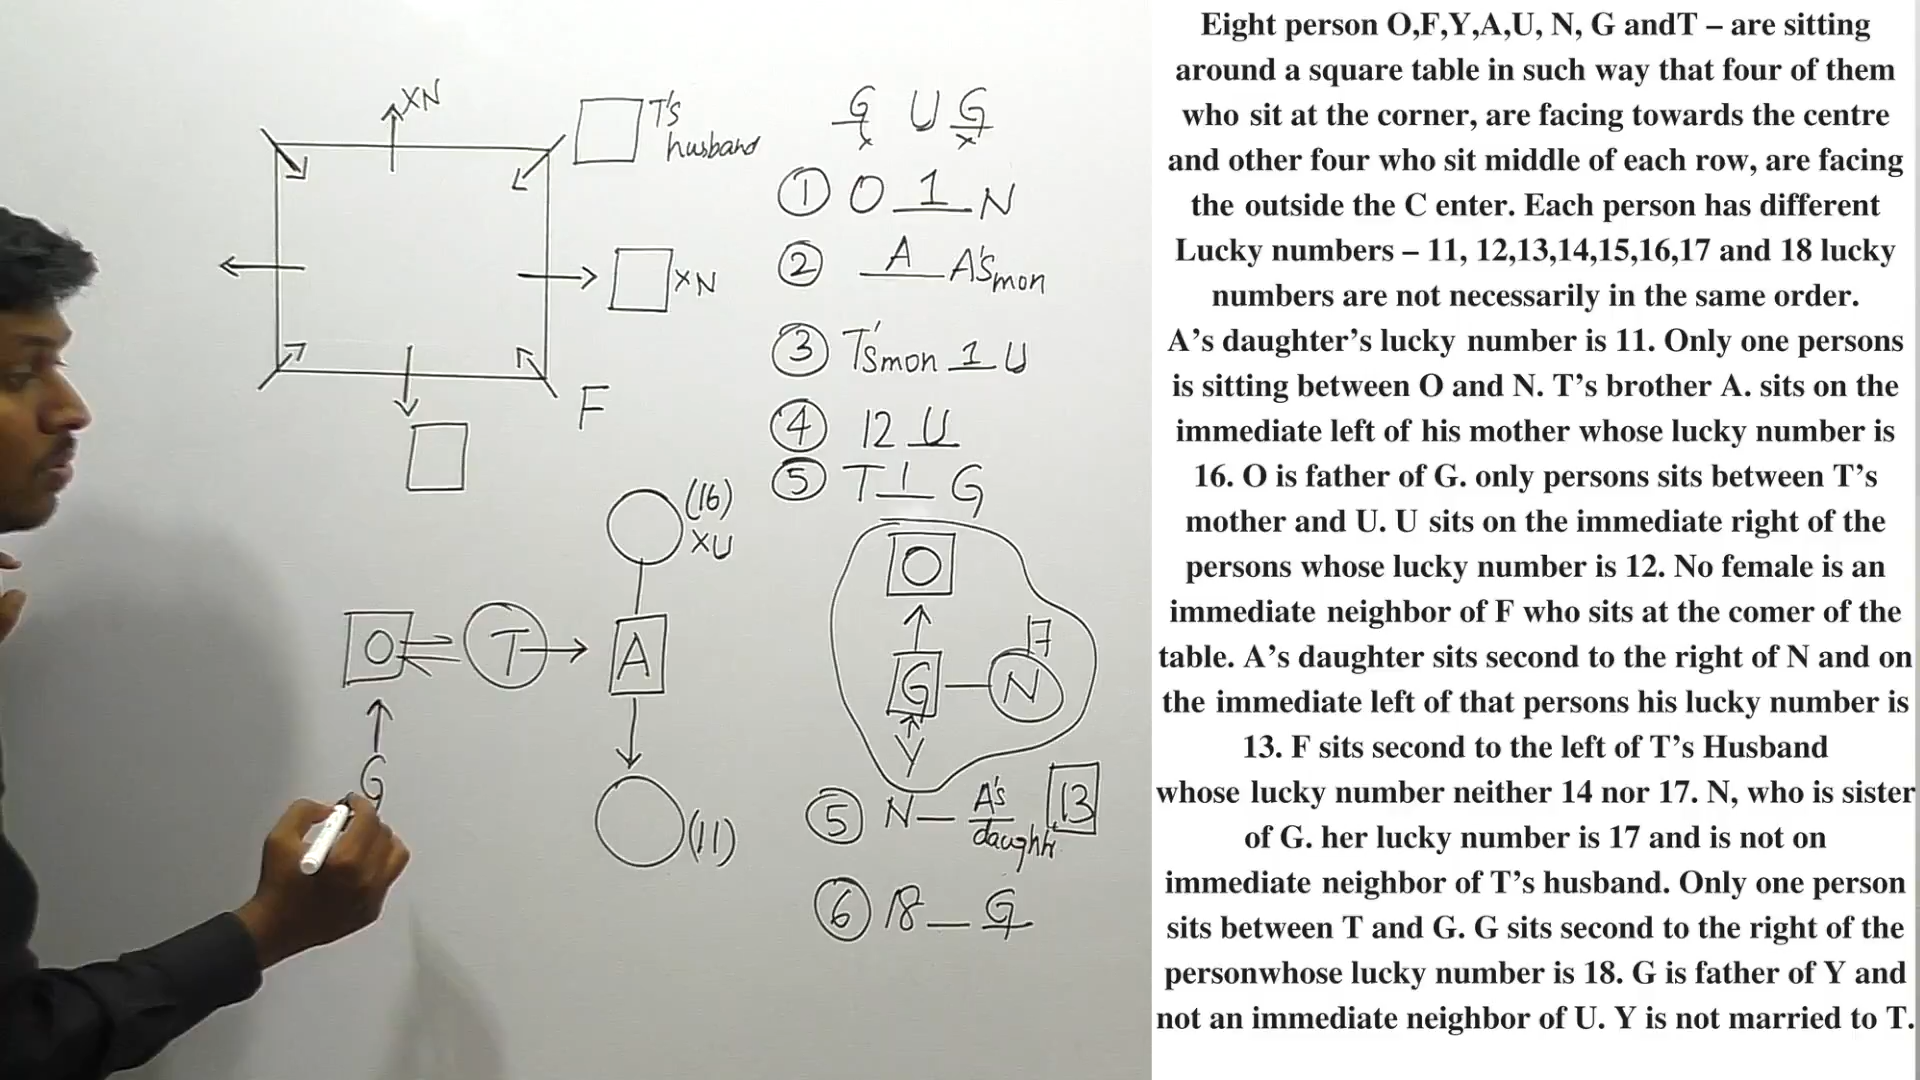 XN
T's
husband
XN
F
G U G
x x
① O 1 N
② A A's mon
③ T's mon 1 U
④ 12 U
⑤ T 1 G
(16)
XU
O T A
G
(11)
O
G N 17
Y
⑤ N A's daughtr 13
⑥ 18 G
Eight person O,F,Y,A,U, N, G andT – are sitting
around a square table in such way that four of them
who sit at the corner, are facing towards the centre
and other four who sit middle of each row, are facing
the outside the C enter. Each person has different
Lucky numbers – 11, 12,13,14,15,16,17 and 18 lucky
numbers are not necessarily in the same order.
A’s daughter’s lucky number is 11. Only one persons
is sitting between O and N. T’s brother A. sits on the
immediate left of his mother whose lucky number is
16. O is father of G. only persons sits between T’s
mother and U. U sits on the immediate right of the
persons whose lucky number is 12. No female is an
immediate neighbor of F who sits at the comer of the
table. A’s daughter sits second to the right of N and on
the immediate left of that persons his lucky number is
13. F sits second to the left of T’s Husband
whose lucky number neither 14 nor 17. N, who is sister
of G. her lucky number is 17 and is not on
immediate neighbor of T’s husband. Only one person
sits between T and G. G sits second to the right of the
personwhose lucky number is 18. G is father of Y and
not an immediate neighbor of U. Y is not married to T.